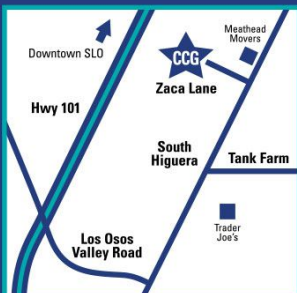 Downtown SLO
Meathead
Movers
CCG
Zaca Lane
Hwy 101
South
Higuera
Tank Farm
Trader
Joe's
Los Osos
Valley Road